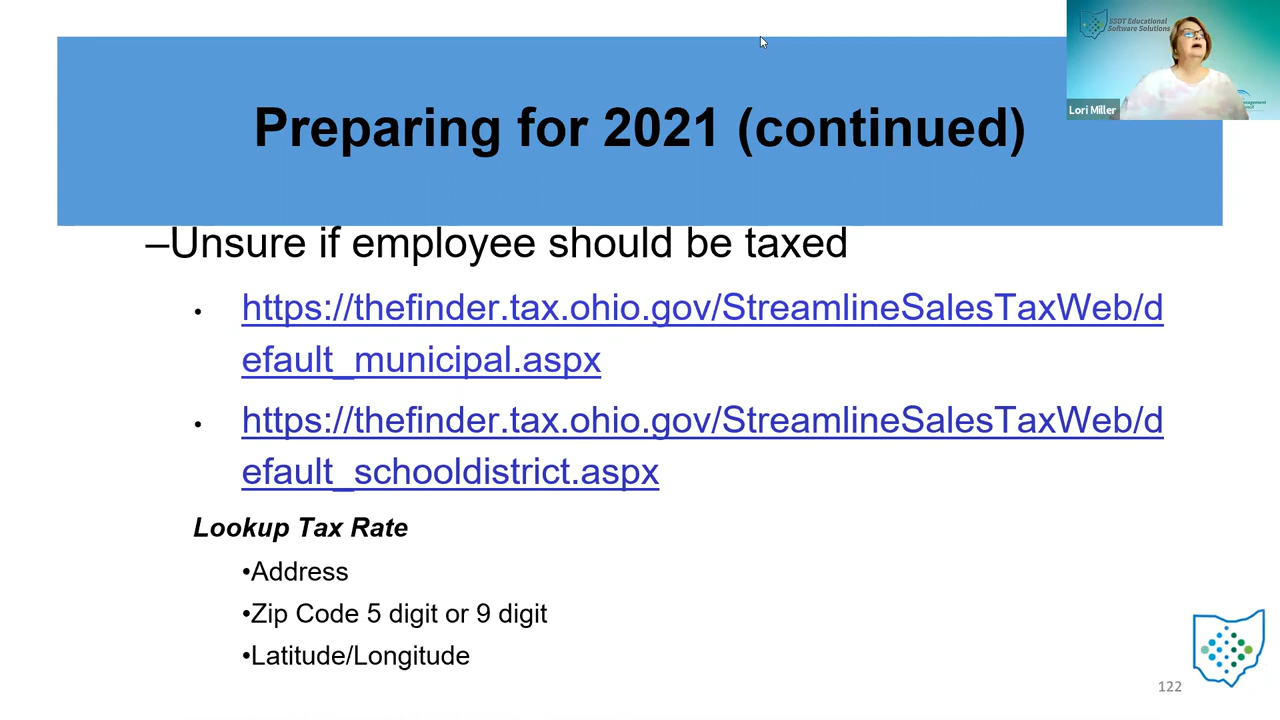 SSDT Educational
Software Solutions
Lori Miller
Preparing for 2021 (continued)
–Unsure if employee should be taxed
• https://thefinder.tax.ohio.gov/StreamlineSalesTaxWeb/d
efault_municipal.aspx
• https://thefinder.tax.ohio.gov/StreamlineSalesTaxWeb/d
efault_schooldistrict.aspx
Lookup Tax Rate
•Address
•Zip Code 5 digit or 9 digit
•Latitude/Longitude
122